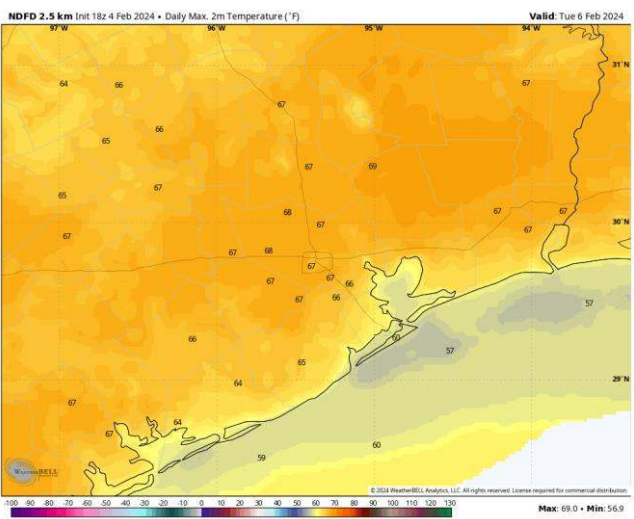 NDFD 2.5 km Init 18z 4 Feb 2024 • Daily Max. 2m Temperature (°F) Valid: Tue 6 Feb 2024
97°W 96°W 95°W 94°W
31°N
64 66 67
67
66
65
67
69
67
65
68 67 67
67 30°N
67
67
67 68
67
67 67 66
67 66
57
66 60
57
65
29°N
64
67
64
67
60
59
WeatherBELL
© 2024 WeatherBELL Analytics, LLC. All rights reserved. License required for commercial distribution.
-100 -90 -80 -70 -60 -50 -40 -30 -20 -10 0 10 20 30 40 50 60 70 80 90 100 110 120 130
Max: 69.0 • Min: 56.9